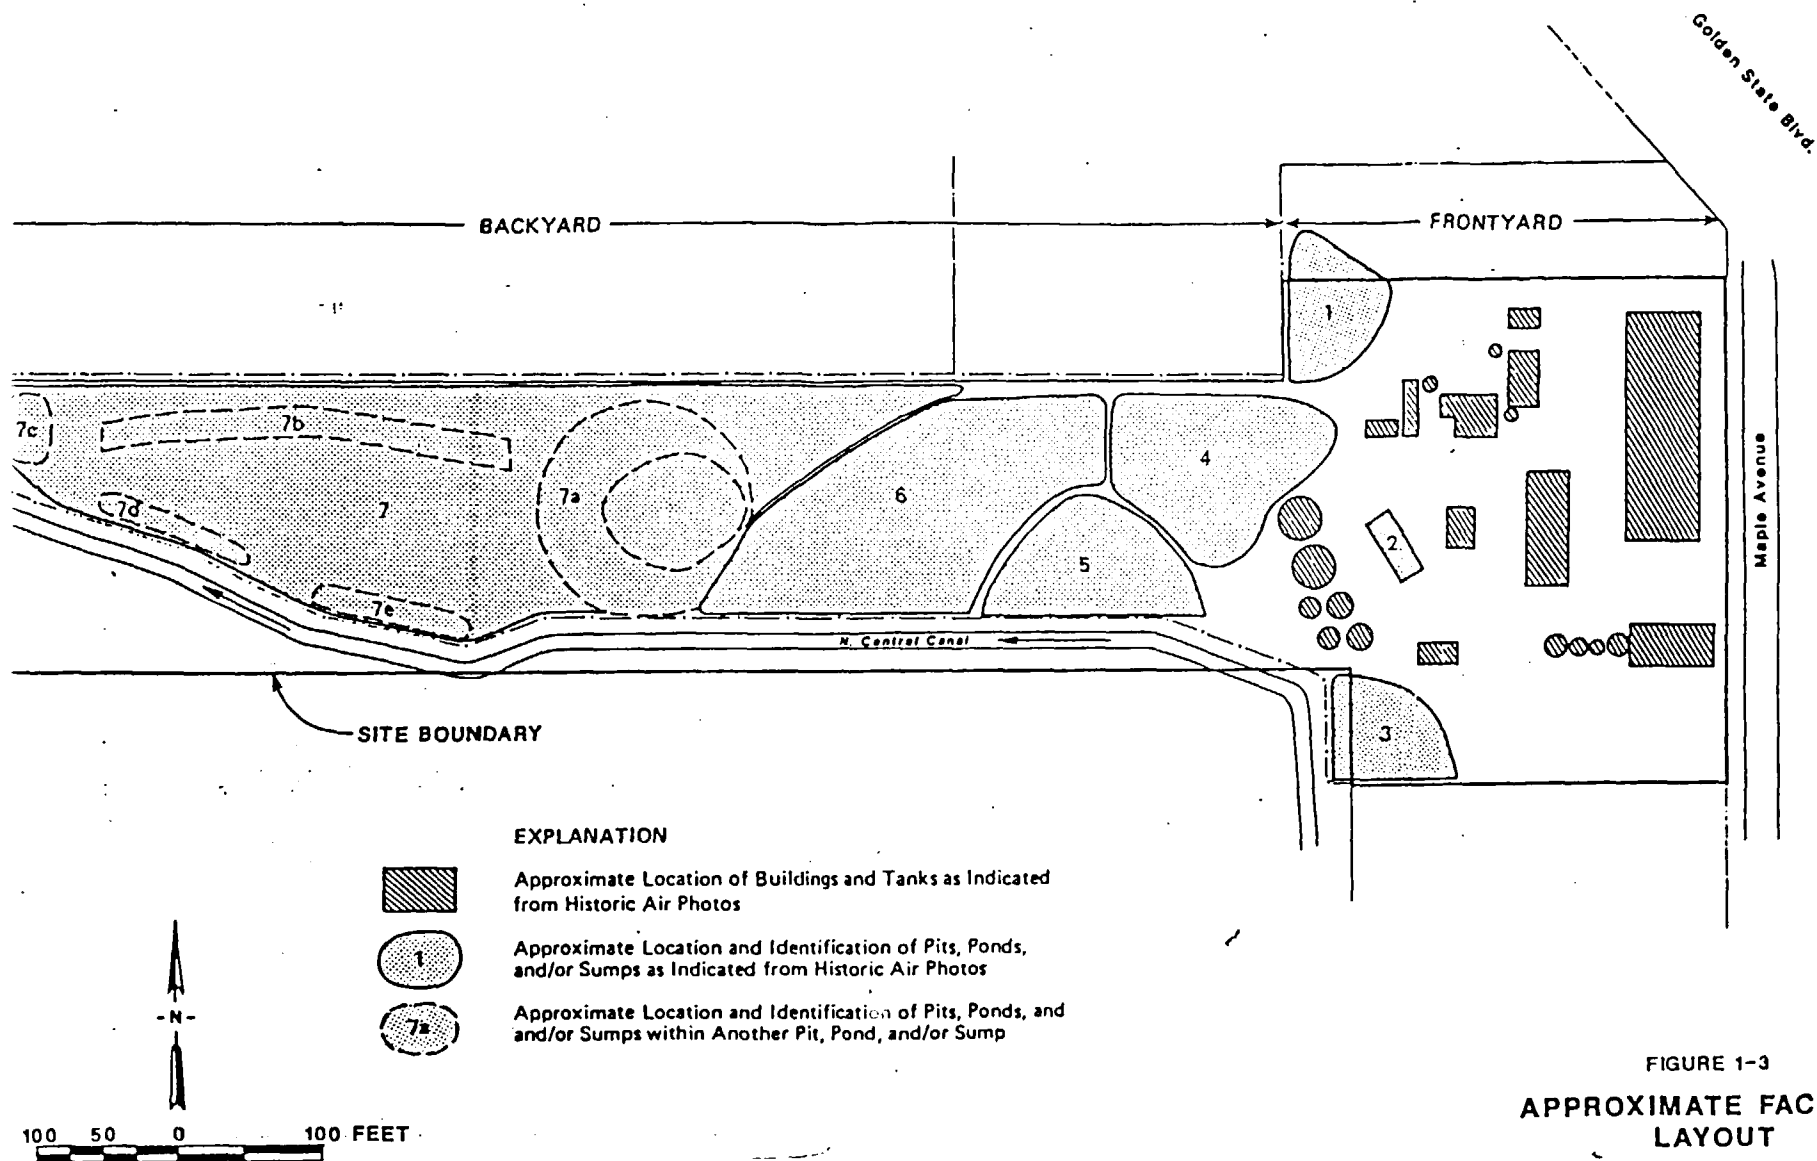 Golden State Blvd.
BACKYARD
FRONTYARD
1
7c
7b
7a
7
7d
7e
6
4
5
2
3
Maple Avenue
N. Central Canal
SITE BOUNDARY
EXPLANATION
Approximate Location of Buildings and Tanks as Indicated
from Historic Air Photos
1
Approximate Location and Identification of Pits, Ponds,
and/or Sumps as Indicated from Historic Air Photos
7a
Approximate Location and Identification of Pits, Ponds, and
and/or Sumps within Another Pit, Pond, and/or Sump
-N-
100 50 0 100 FEET
FIGURE 1-3
APPROXIMATE FAC
LAYOUT